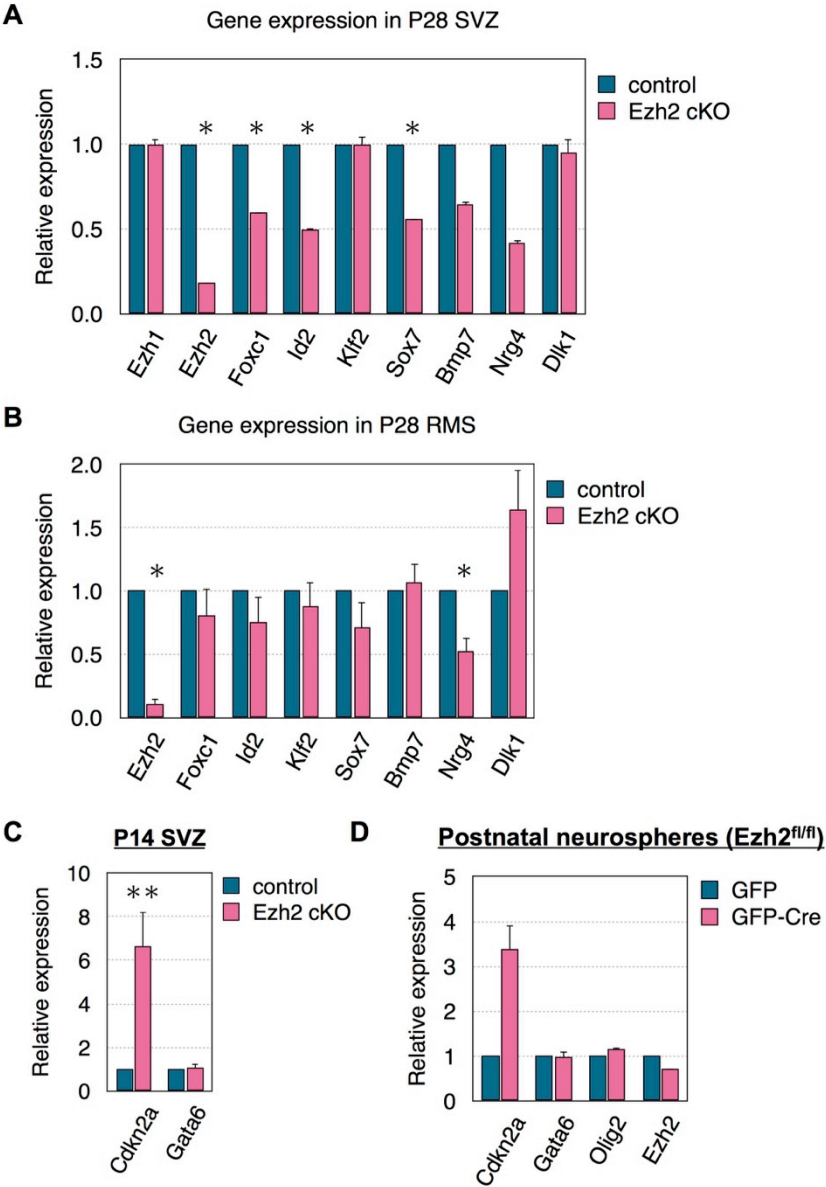 A
Gene expression in P28 SVZ
Relative expression
1.5
1.0
0.5
0.0
* * * *
control
Ezh2 cKO
Ezh1 Ezh2 Foxc1 Id2 Klf2 Sox7 Bmp7 Nrg4 Dlk1
B
Gene expression in P28 RMS
Relative expression
2.0
1.5
1.0
0.5
0.0
* *
control
Ezh2 cKO
Ezh2 Foxc1 Id2 Klf2 Sox7 Bmp7 Nrg4 Dlk1
C
P14 SVZ
Relative expression
10
8
6
4
2
0
**
control
Ezh2 cKO
Cdkn2a Gata6
D
Postnatal neurospheres (Ezh2fl/fl)
Relative expression
5
4
3
2
1
0
GFP
GFP-Cre
Cdkn2a Gata6 Olig2 Ezh2